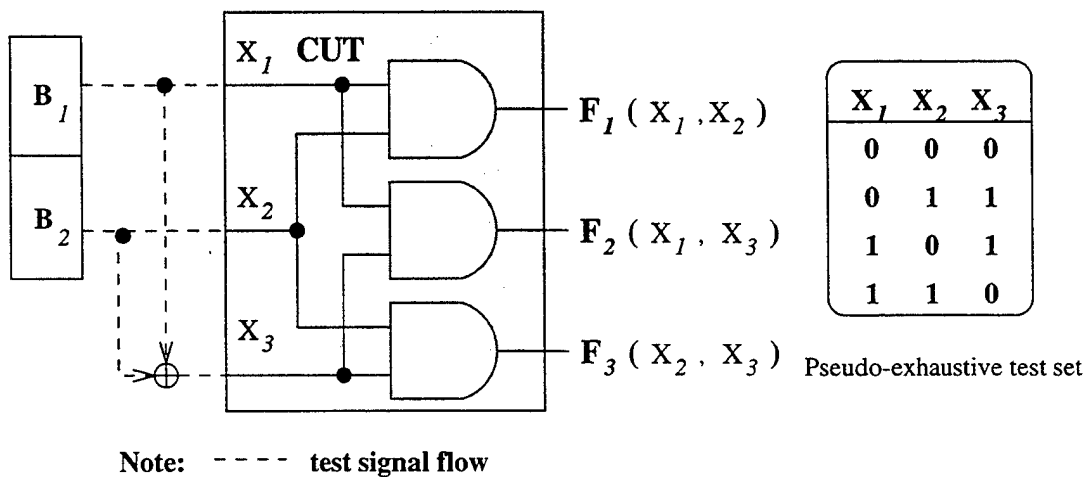 B1
B2
X1 CUT
X2
X3
F1 ( X1 ,X2 )
F2 ( X1 , X3 )
F3 ( X2 , X3 )
X1 X2 X3
0 0 0
0 1 1
1 0 1
1 1 0
Pseudo-exhaustive test set
Note: ---- test signal flow